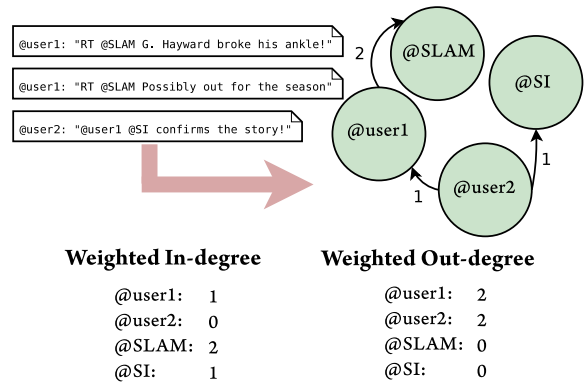 @user1: "RT @SLAM G. Hayward broke his ankle!"
@user1: "RT @SLAM Possibly out for the season"
@user2: "@user1 @SI confirms the story!"
@SLAM
@SI
@user1
@user2
2
1
1
Weighted In-degree
@user1: 1
@user2: 0
@SLAM: 2
@SI: 1
Weighted Out-degree
@user1: 2
@user2: 2
@SLAM: 0
@SI: 0